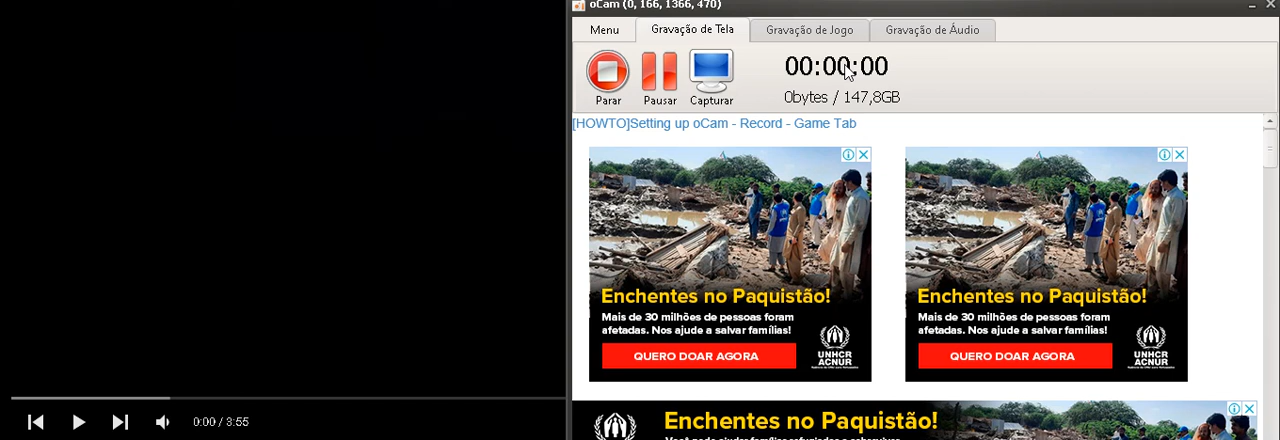 oCam (0, 166, 1366, 470)
Menu
Gravação de Tela
Gravação de Jogo
Gravação de Áudio
Parar
Pausar
Capturar
00:00:00
0bytes / 147,8GB
[HOWTO]Setting up oCam - Record - Game Tab
Enchentes no Paquistão!
Mais de 30 milhões de pessoas foram
afetadas. Nos ajude a salvar famílias!
QUERO DOAR AGORA
UNHCR
ACNUR
Enchentes no Paquistão!
Mais de 30 milhões de pessoas foram
afetadas. Nos ajude a salvar famílias!
QUERO DOAR AGORA
UNHCR
ACNUR
Enchentes no Paquistão!
0:00 / 3:55